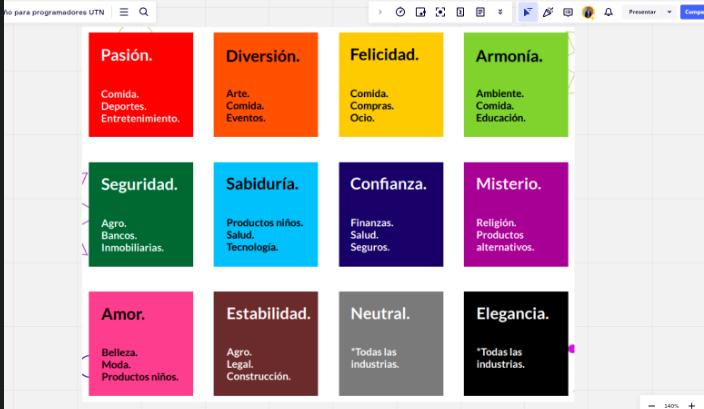 ño para programadores UTN
Presentar
Pasión.
Comida.
Deportes.
Entretenimiento.
Diversión.
Arte.
Comida.
Eventos.
Felicidad.
Comida.
Compras.
Ocio.
Armonía.
Ambiente.
Comida.
Educación.
Seguridad.
Agro.
Bancos.
Inmobiliarias.
Sabiduría.
Productos niños.
Salud.
Tecnología.
Confianza.
Finanzas.
Salud.
Seguros.
Misterio.
Religión.
Productos
alternativos.
Amor.
Belleza.
Moda.
Productos niños.
Estabilidad.
Agro.
Legal.
Construcción.
Neutral.
*Todas las
industrias.
Elegancia.
*Todas las
industrias.
140%